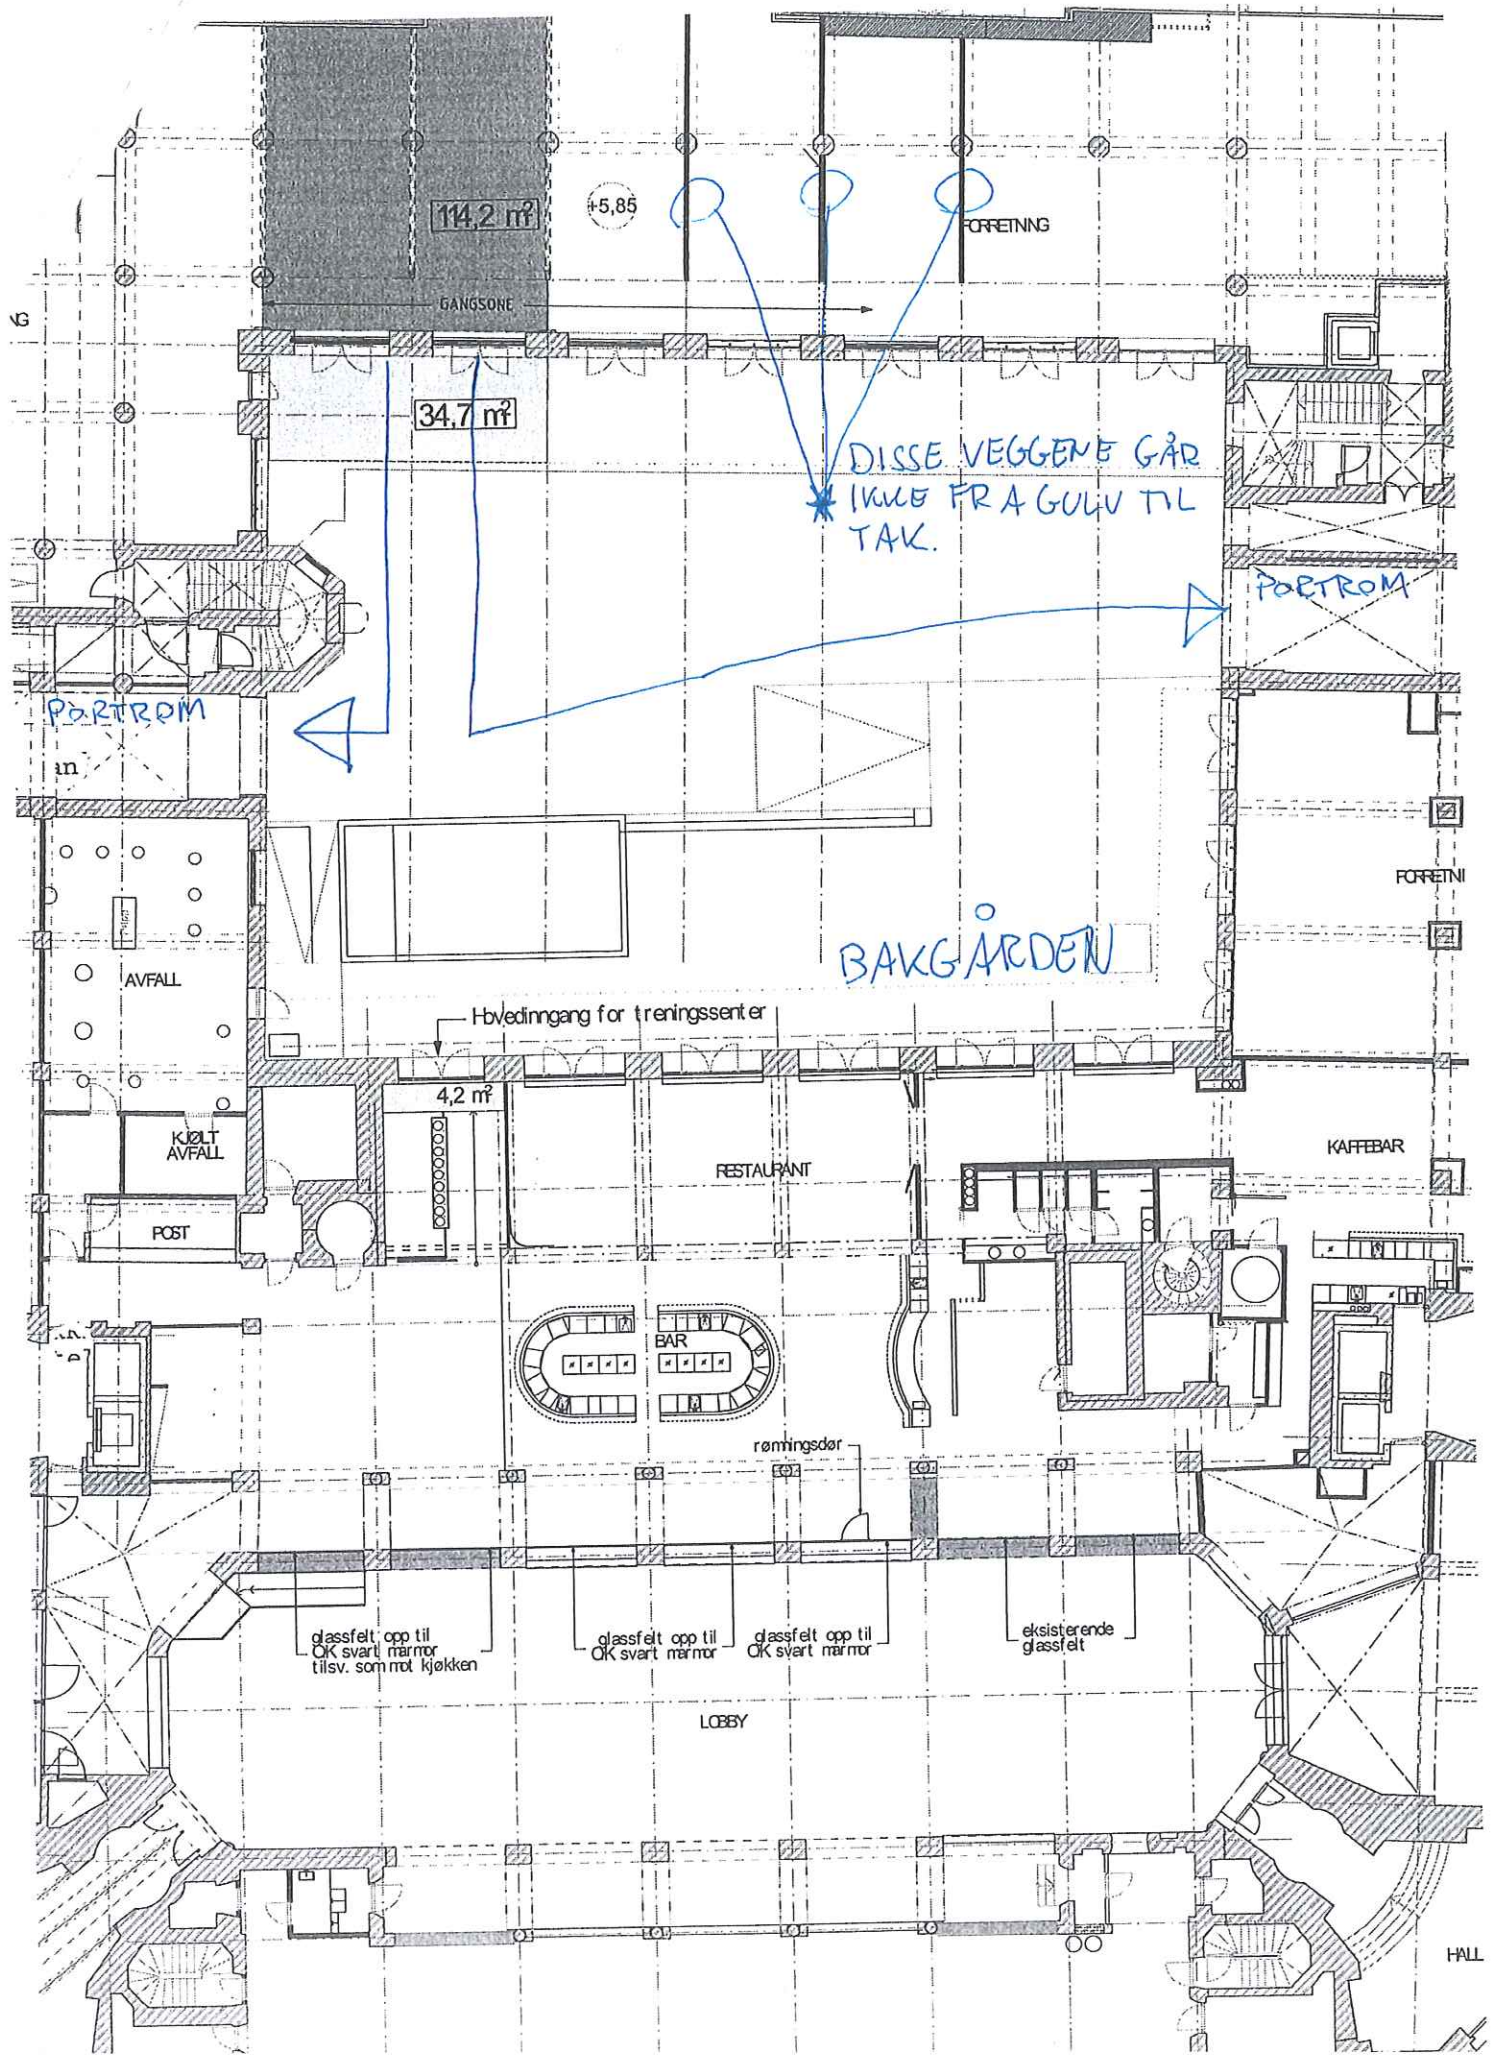 114,2 m²
+5,85
FORRETNING
GANGSONE
34,7 m²
DISSE VEGGENE GÅR
IKKE FRA GULV TIL
TAK.
PORTROM
PORTROM
an
FORRETNI
BAKGÅRDEN
AVFALL
Hovedinngang for treningssenter
4,2 m²
KJØLT
AVFALL
RESTAURANT
KAFFEBAR
POST
BAR
rømningsdør
glassfelt opp til
OK svart marmor
tilsv. som mot kjøkken
glassfelt opp til
OK svart marmor
glassfelt opp til
OK svart marmor
eksisterende
glassfelt
LOBBY
HALL